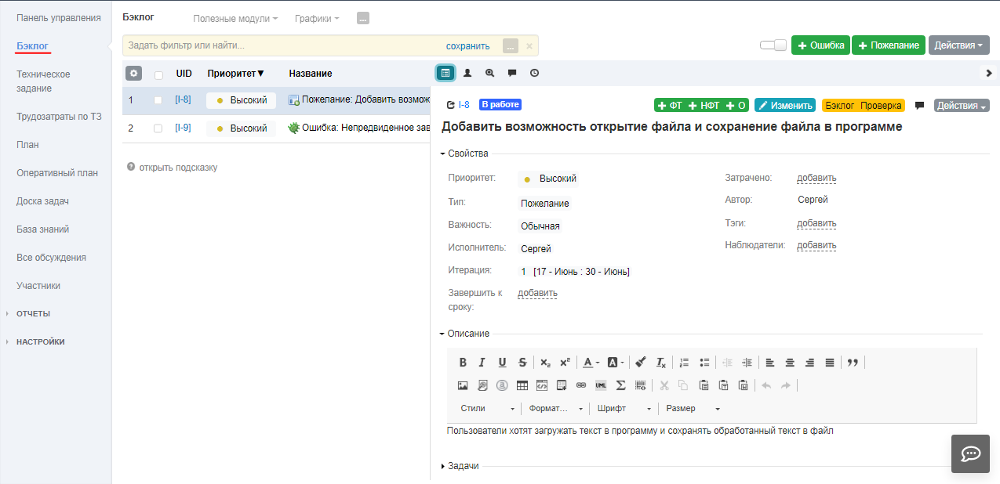 Панель управления
Бэклог
Техническое
задание
Трудозатраты по ТЗ
План
Оперативный план
Доска задач
База знаний
Все обсуждения
Участники
ОТЧЕТЫ
НАСТРОЙКИ
Бэклог Полезные модули Графики ...
Задать фильтр или найти... сохранить ... ×
+ Ошибка + Пожелание Действия
UID Приоритет▼ Название
1 [I-8] Высокий Пожелание: Добавить возмож
2 [I-9] Высокий Ошибка: Непредвиденное зав
? открыть подсказку
I-8 В работе + ФТ + НФТ + О Изменить Бэклог Проверка Действия
Добавить возможность открытие файла и сохранение файла в программе
Свойства
Приоритет: Высокий
Тип: Пожелание
Важность: Обычная
Исполнитель: Сергей
Итерация: 1 [17 - Июнь : 30 - Июнь]
Завершить к
сроку: добавить
Затрачено: добавить
Автор: Сергей
Тэги: добавить
Наблюдатели: добавить
Описание
B I U S x₂ x² A A Tx
UML Σ
Стили Формат... Шрифт Размер
Пользователи хотят загружать текст в программу и сохранять обработанный текст в файл
Задачи